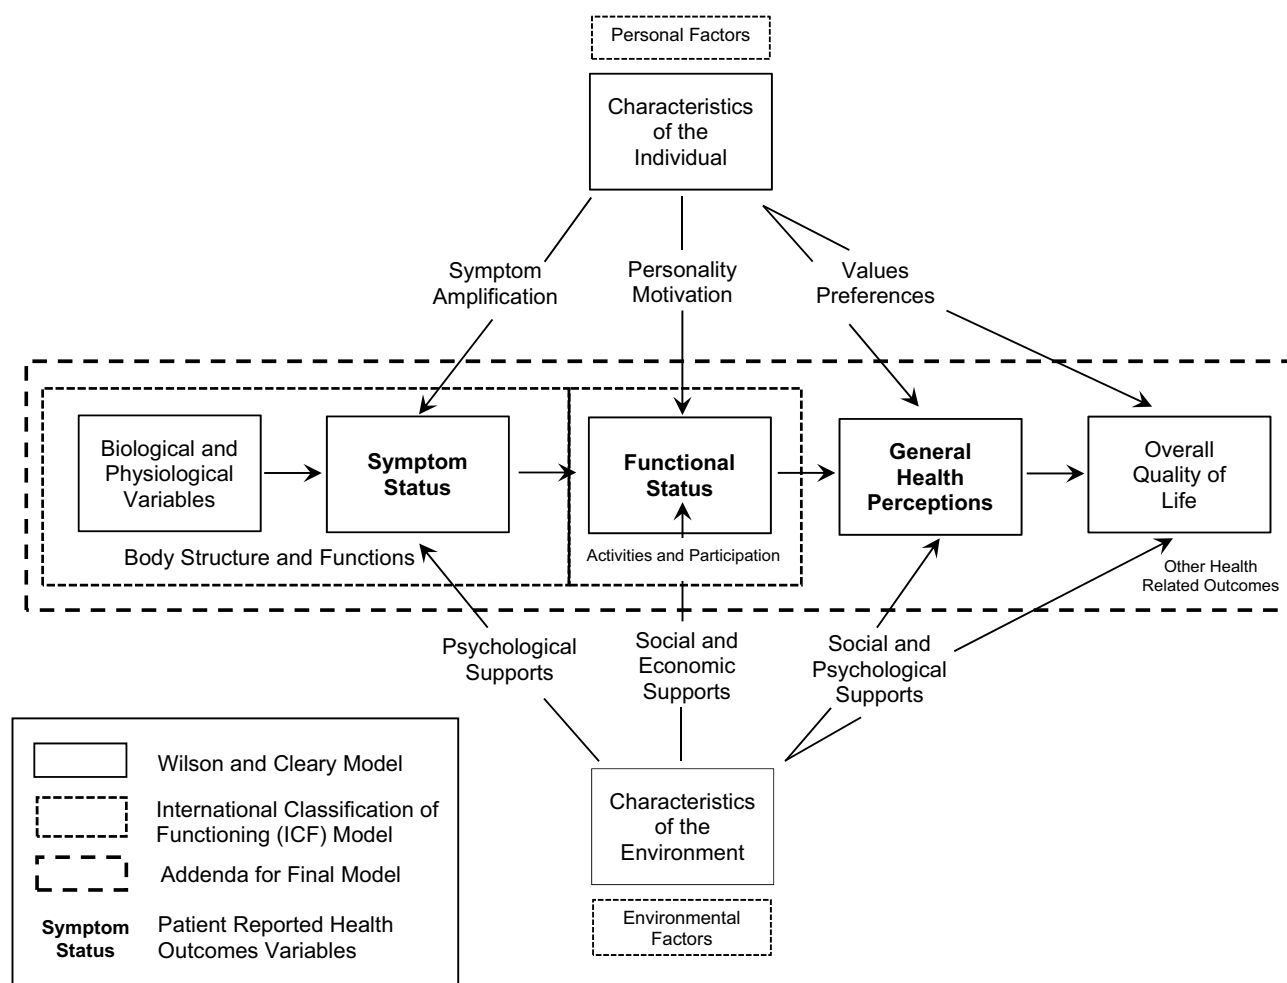 Personal Factors
Characteristics
of the
Individual
Symptom
Amplification
Personality
Motivation
Values
Preferences
Biological and
Physiological
Variables
Symptom
Status
Functional
Status
General
Health
Perceptions
Overall
Quality of
Life
Body Structure and Functions
Activities and Participation
Other Health
Related Outcomes
Psychological
Supports
Social and
Economic
Supports
Social and
Psychological
Supports
Characteristics
of the
Environment
Environmental
Factors
Wilson and Cleary Model
International Classification of
Functioning (ICF) Model
Addenda for Final Model
Symptom
Status
Patient Reported Health
Outcomes Variables